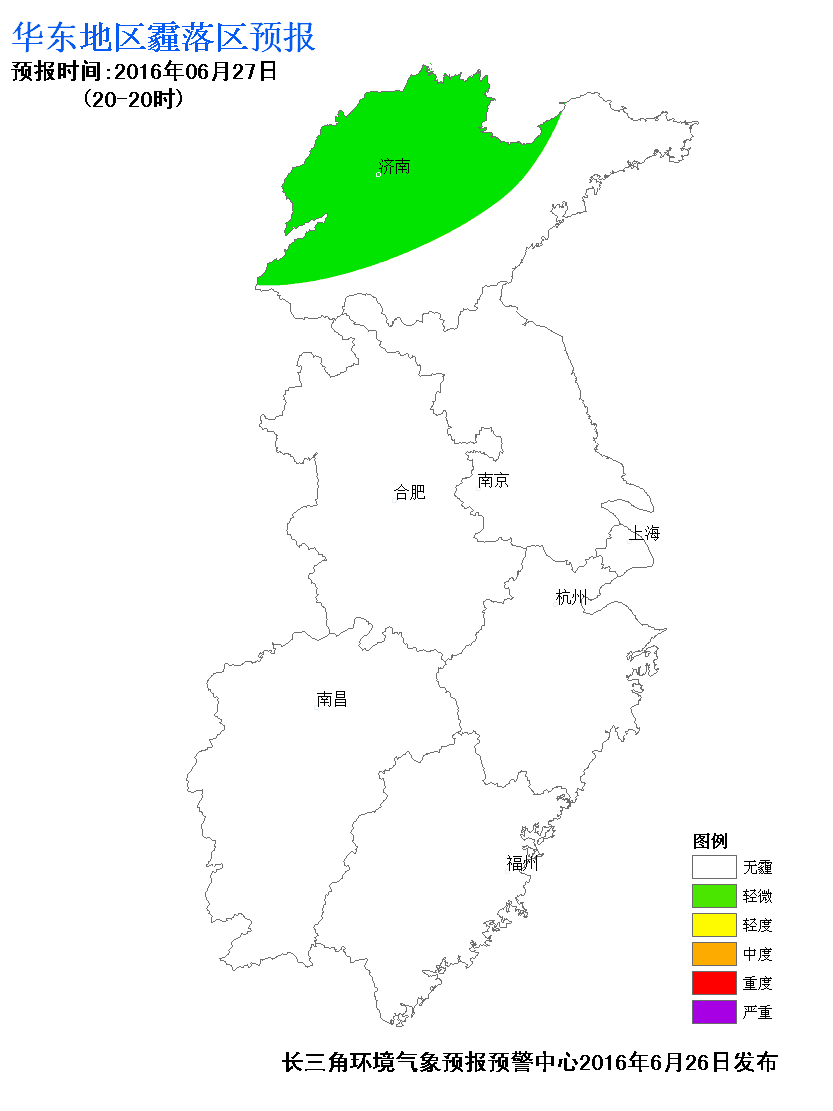 华东地区霾落区预报
预报时间:2016年06月27日
(20-20时)
济南
南京
合肥
上海
杭州
南昌
福州
图例
无霾
轻微
轻度
中度
重度
严重
长三角环境气象预报预警中心2016年6月26日发布